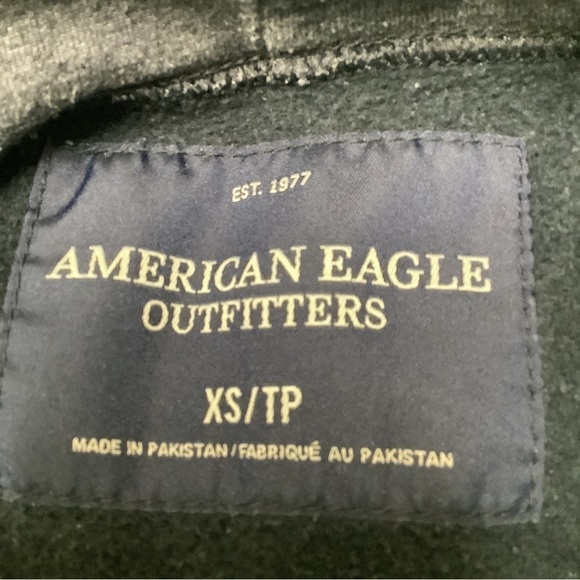 EST. 1977
AMERICAN EAGLE
OUTFITTERS
XS/TP
MADE IN PAKISTAN/FABRIQUÉ AU PAKISTAN